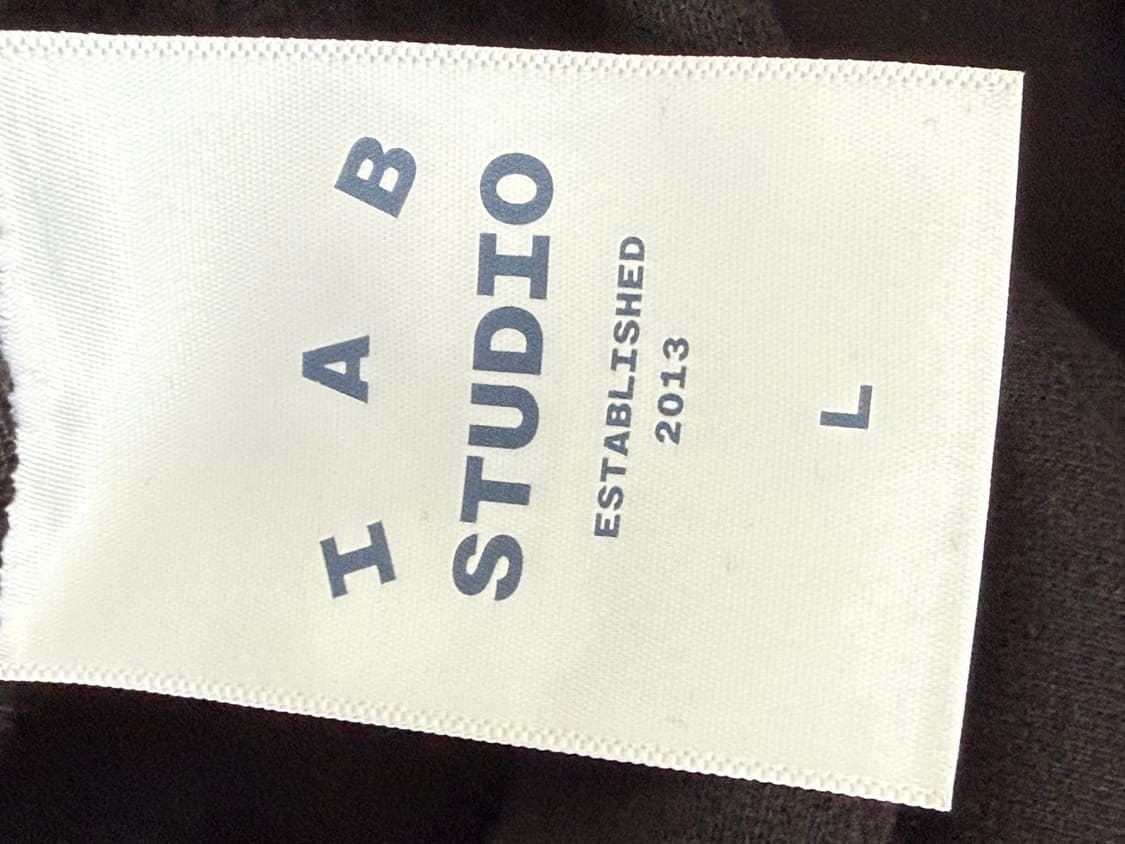 I A B
STUDIO
ESTABLISHED
2013
L